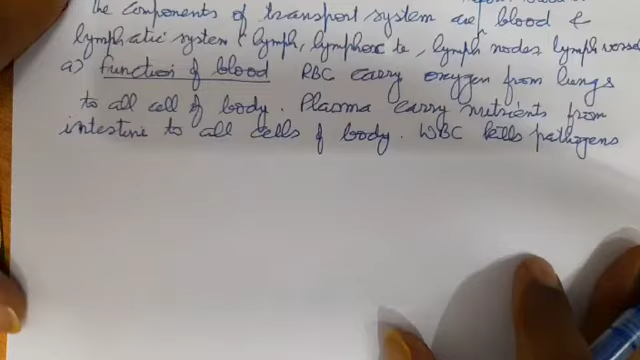 the components of transport system are blood &
lymphatic system (lymph, lymphocyte, lymph nodes lymph vessel
a) Function of blood RBC carry oxygen from lungs
to all cell of body. Plasma carry nutrients from
intestine to all cells of body. WBC kills pathogens